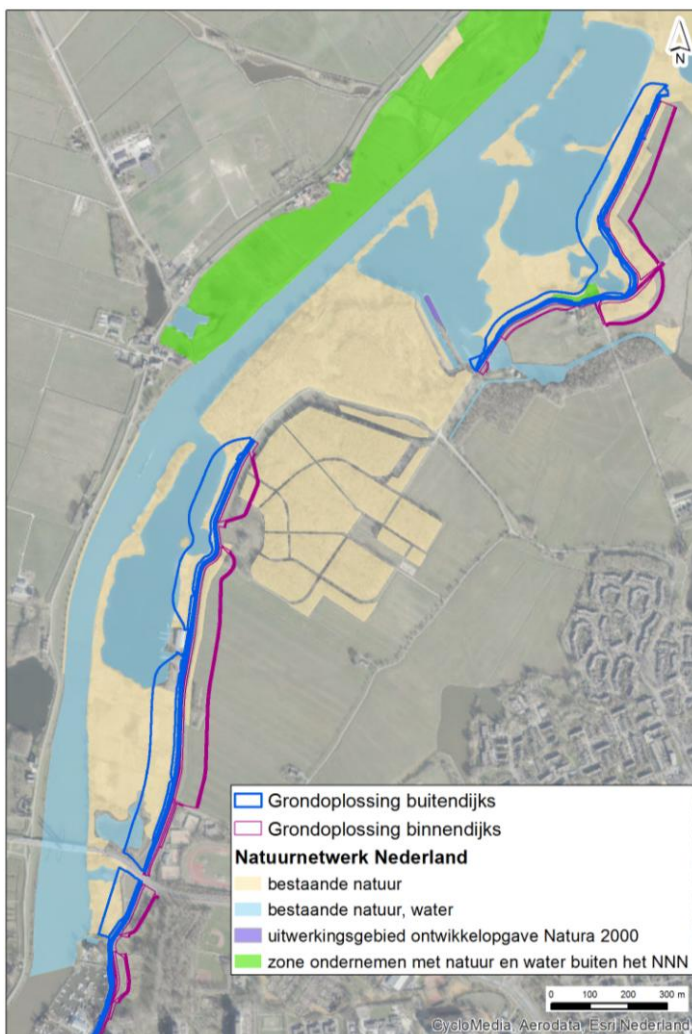 N
Grondoplossing buitendijks
Grondoplossing binnendijks
Natuurnetwerk Nederland
bestaande natuur
bestaande natuur, water
uitwerkingsgebied ontwikkelopgave Natura 2000
zone ondernemen met natuur en water buiten het NNN
0 100 200 300 m
CycloMedia, Aerodata, Esri Nederland